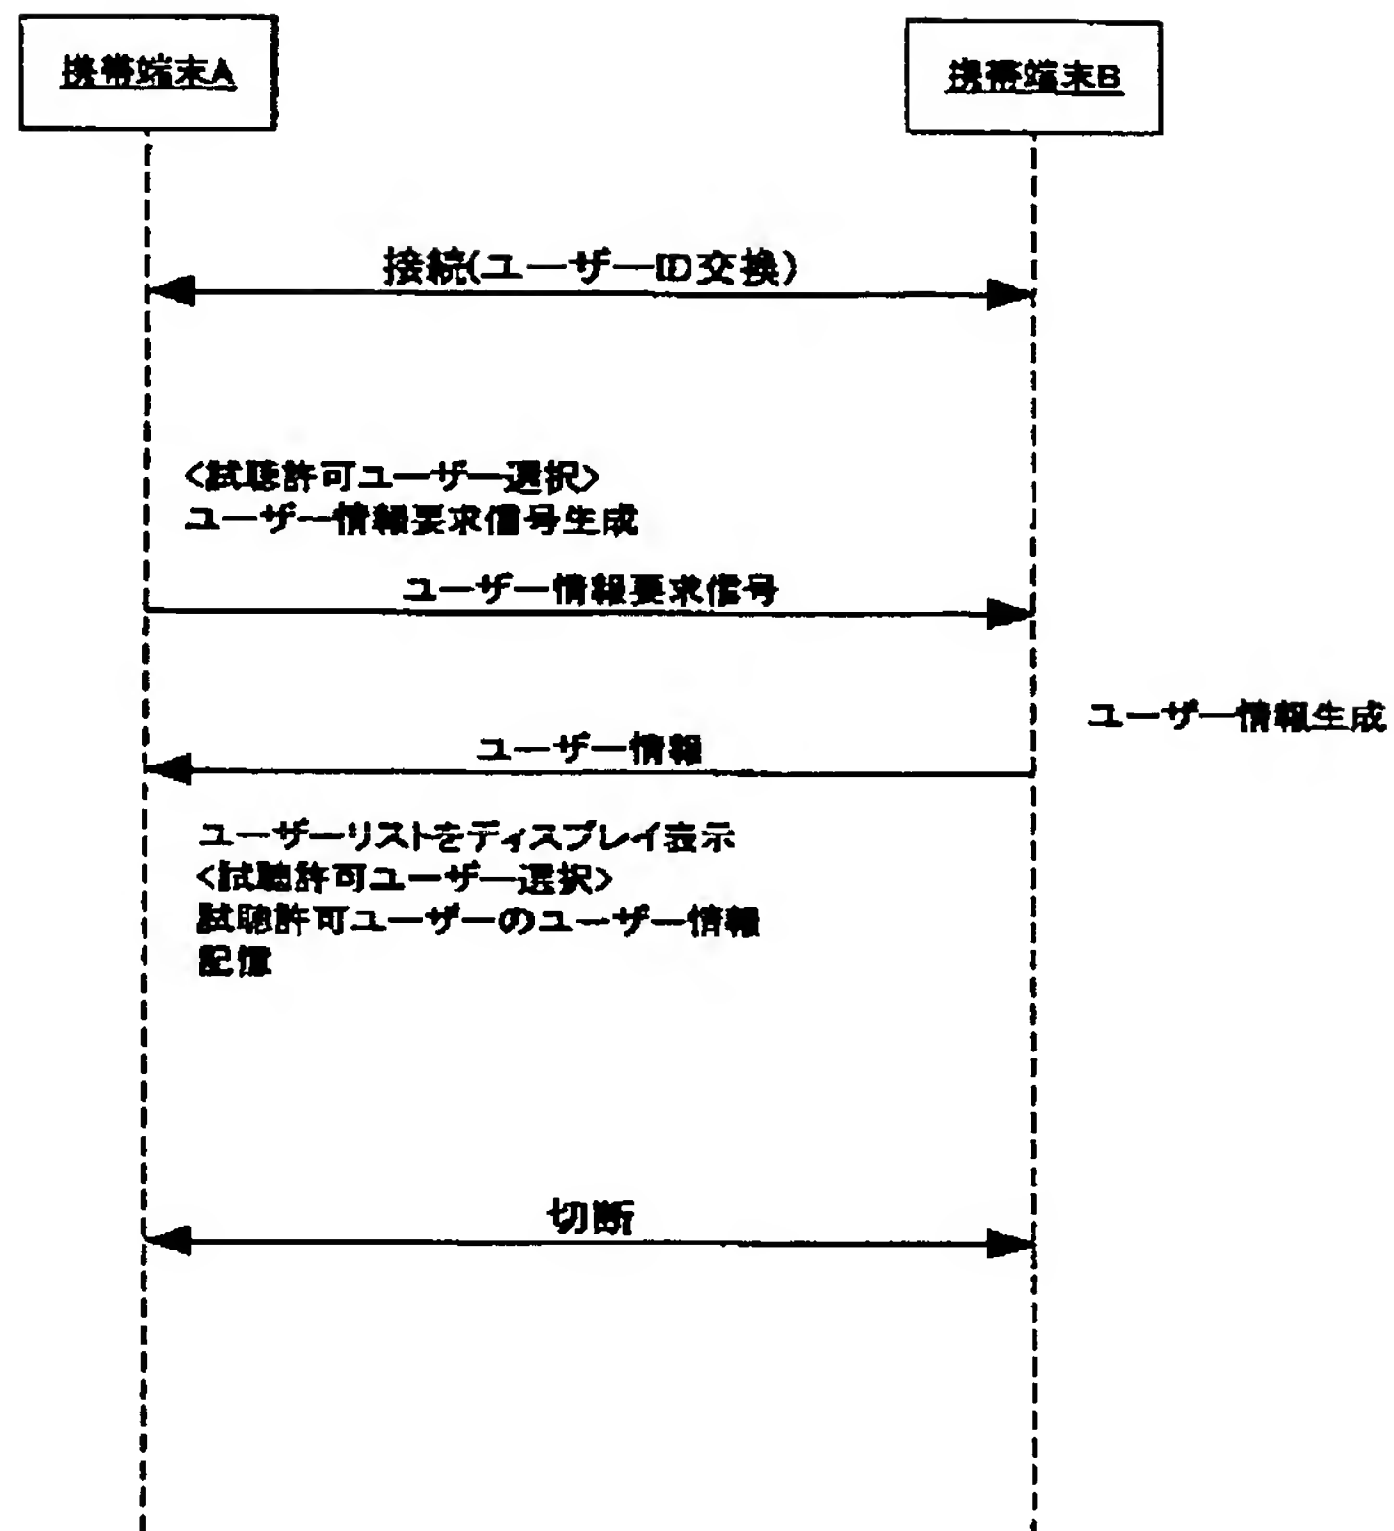 携帯端末A
携帯端末B
接続(ユーザーID交換)
<試聴許可ユーザー選択>
ユーザー情報要求信号生成
ユーザー情報要求信号
ユーザー情報生成
ユーザー情報
ユーザーリストをディスプレイ表示
<試聴許可ユーザー選択>
試聴許可ユーザーのユーザー情報
記憶
切断